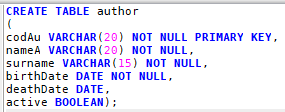 CREATE TABLE author
(
codAu VARCHAR(20) NOT NULL PRIMARY KEY,
nameA VARCHAR(20) NOT NULL,
surname VARCHAR(15) NOT NULL,
birthDate DATE NOT NULL,
deathDate DATE,
active BOOLEAN);